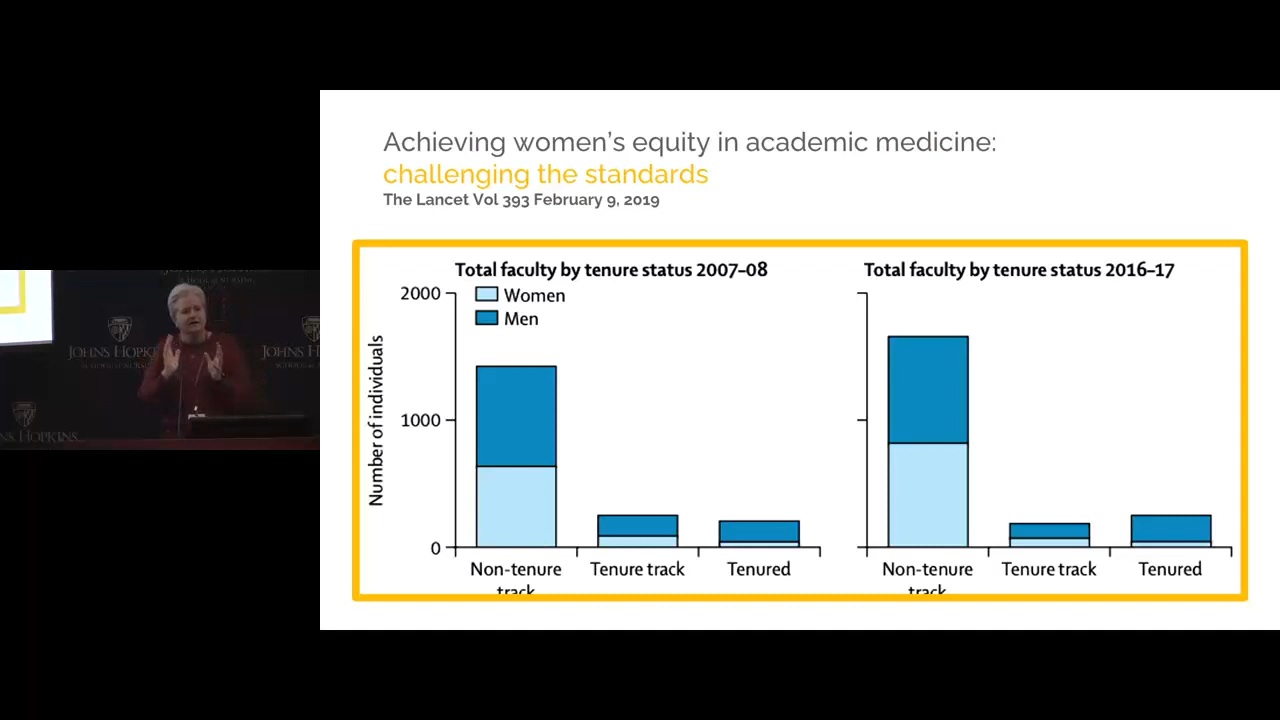 Achieving women's equity in academic medicine:
challenging the standards
The Lancet Vol 393 February 9, 2019
Total faculty by tenure status 2007–08
Total faculty by tenure status 2016–17
2000
Women
Men
1000
0
Number of individuals
Non-tenure
track
Tenure track
Tenured
Non-tenure
track
Tenure track
Tenured
JOHNS HOPK
JOHNS H
NS HOPKINS